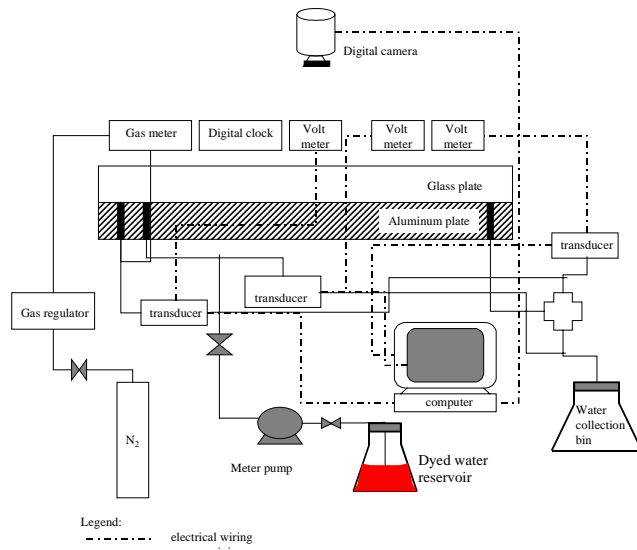 Digital camera
Gas meter
Digital clock
Volt
meter
Volt
meter
Volt
meter
Glass plate
Aluminum plate
transducer
transducer
transducer
Gas regulator
computer
N2
Meter pump
Dyed water
reservoir
Water
collection
bin
Legend:
electrical wiring